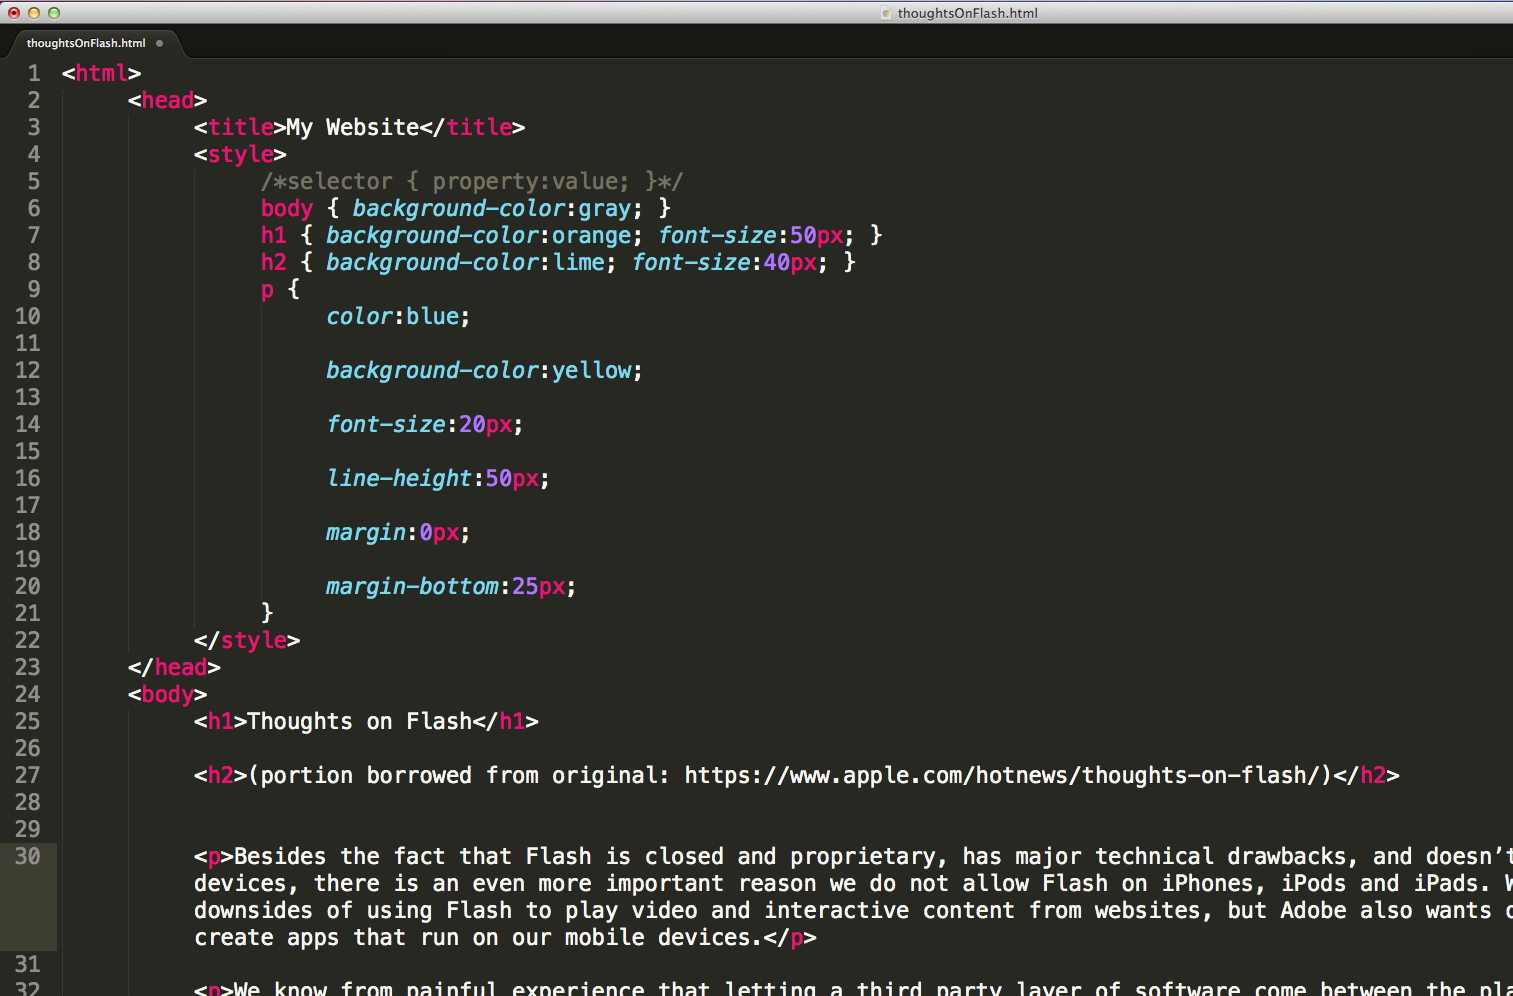 thoughtsOnFlash.html
thoughtsOnFlash.html
1 <html>
2 <head>
3 <title>My Website</title>
4 <style>
5 /*selector { property:value; }*/
6 body { background-color:gray; }
7 h1 { background-color:orange; font-size:50px; }
8 h2 { background-color:lime; font-size:40px; }
9 p {
10 color:blue;
11
12 background-color:yellow;
13
14 font-size:20px;
15
16 line-height:50px;
17
18 margin:0px;
19
20 margin-bottom:25px;
21 }
22 </style>
23 </head>
24 <body>
25 <h1>Thoughts on Flash</h1>
26
27 <h2>(portion borrowed from original: https://www.apple.com/hotnews/thoughts-on-flash/)</h2>
28
29
30 <p>Besides the fact that Flash is closed and proprietary, has major technical drawbacks, and doesn’t
devices, there is an even more important reason we do not allow Flash on iPhones, iPods and iPads.
downsides of using Flash to play video and interactive content from websites, but Adobe also wants
create apps that run on our mobile devices.</p>
31
32 <p>We know from painful experience that letting a third party layer of software come between the